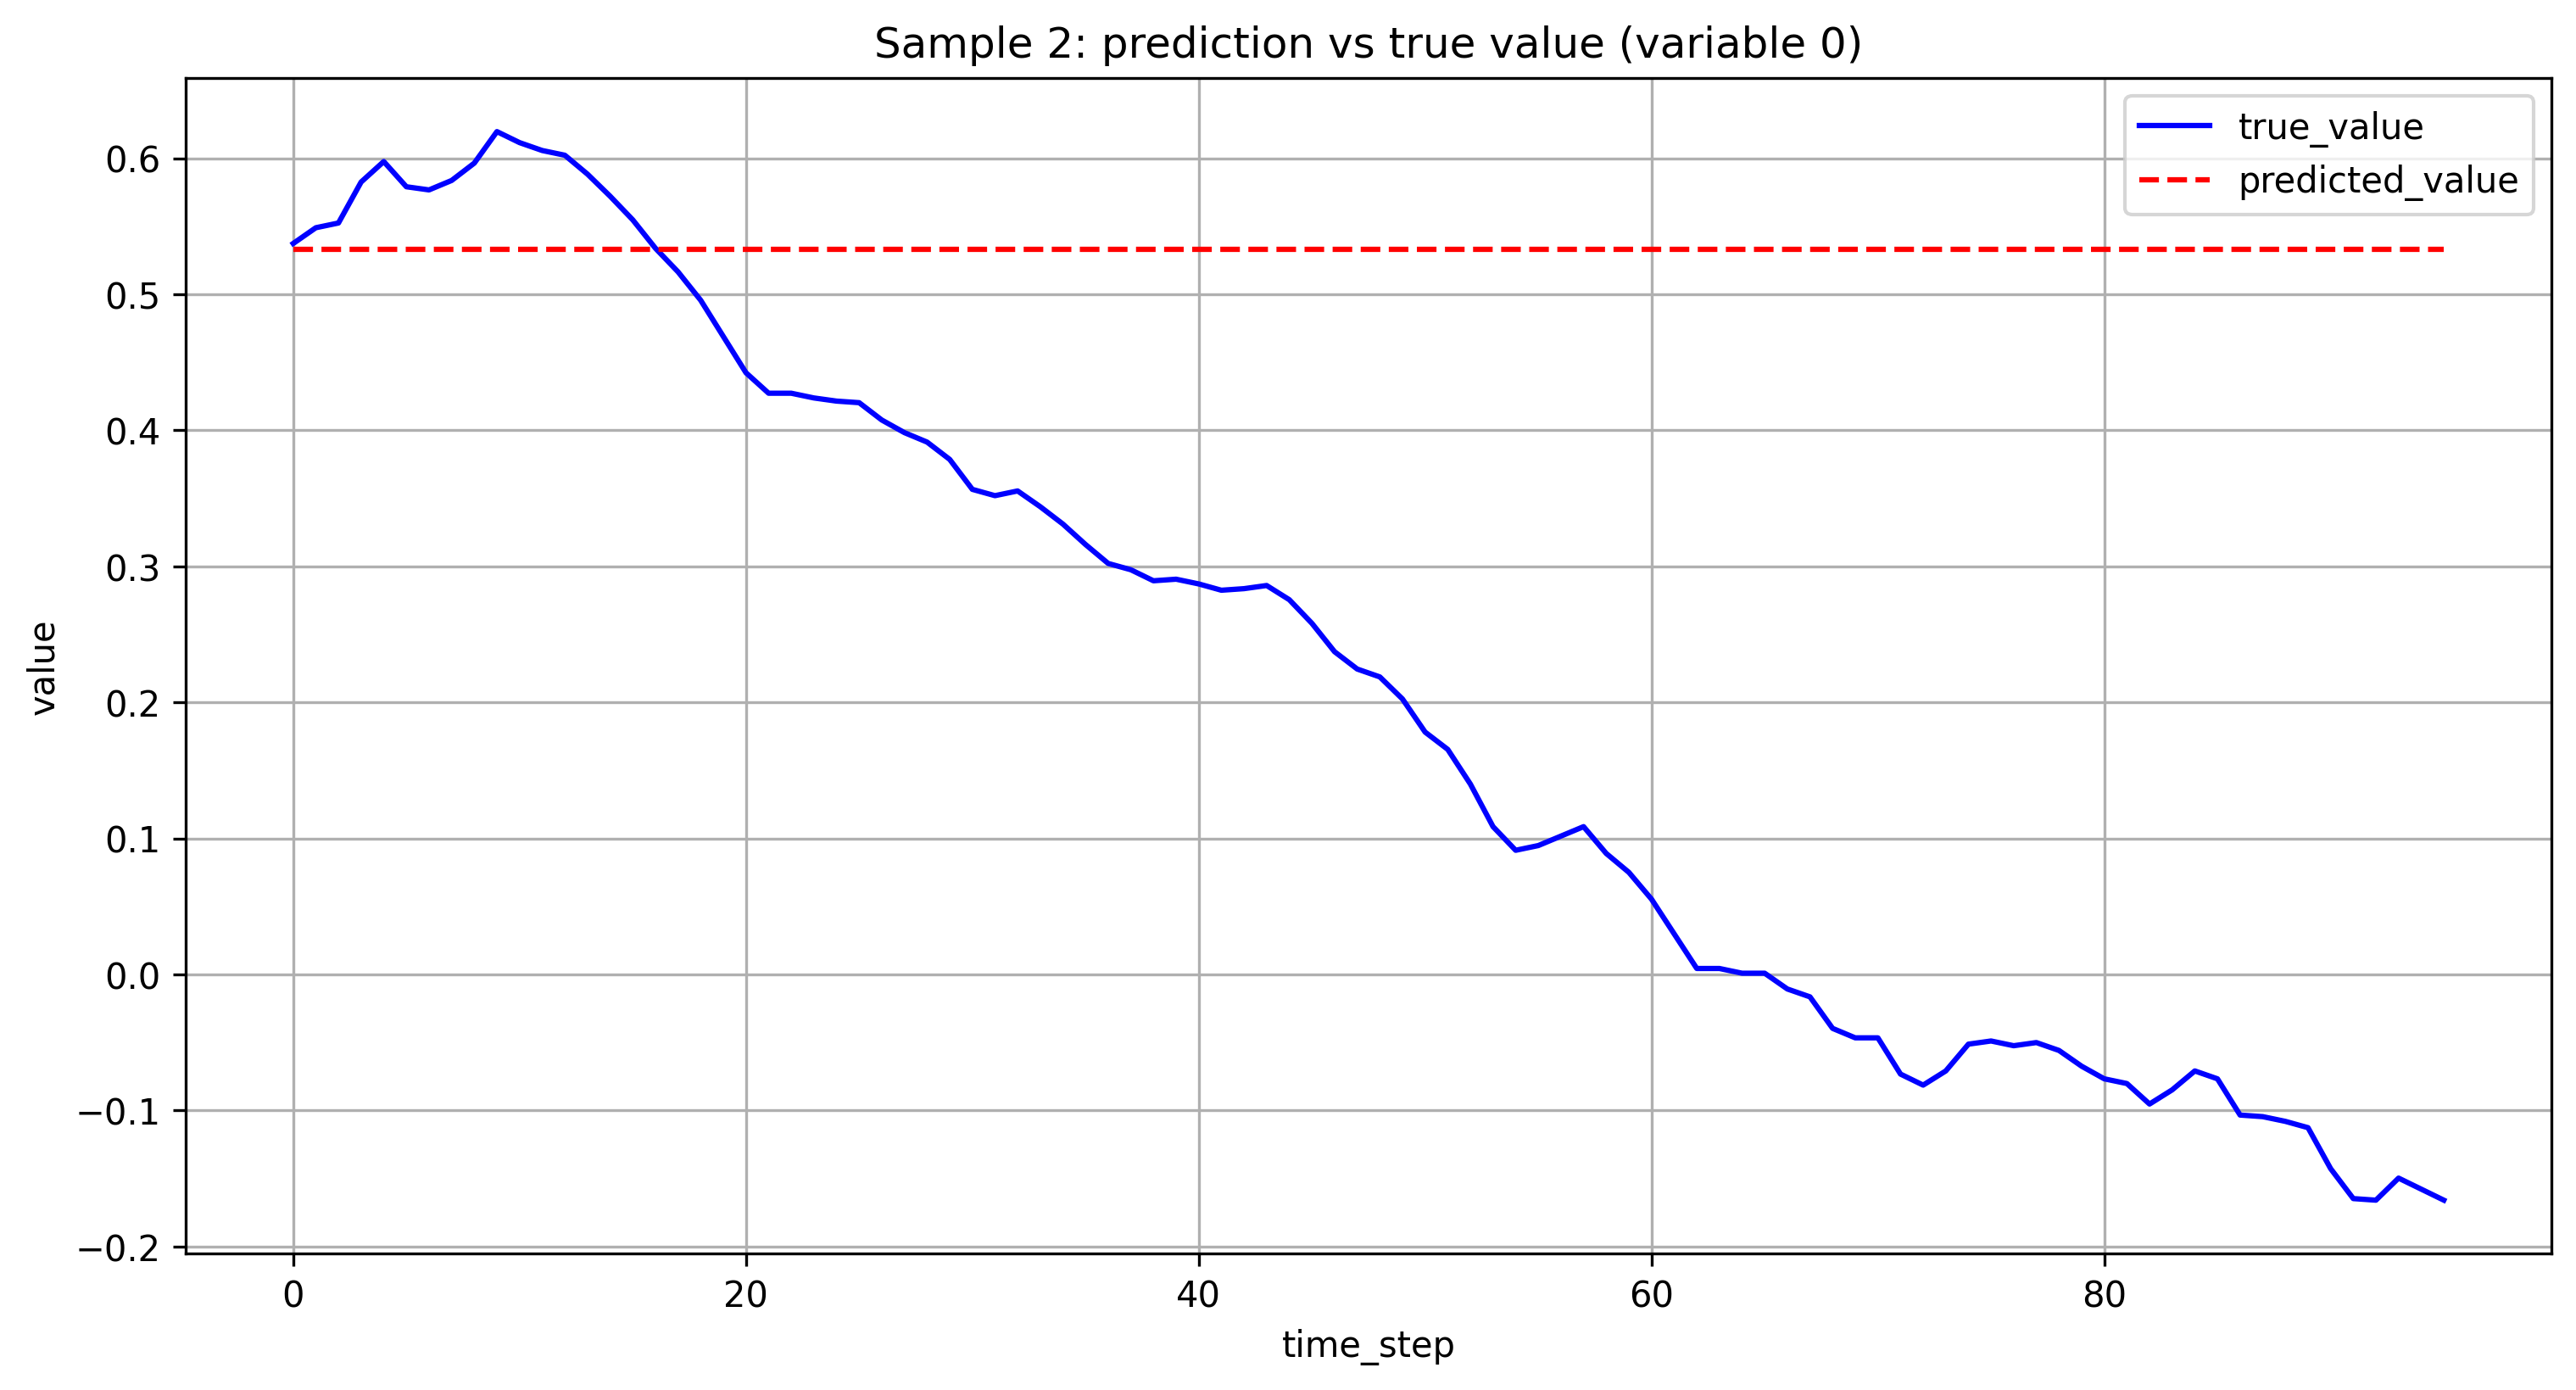 Sample 2: prediction vs true value (variable 0)
true_value
predicted_value
value
0.6
0.5
0.4
0.3
0.2
0.1
0.0
−0.1
−0.2
0 20 40 60 80
time_step